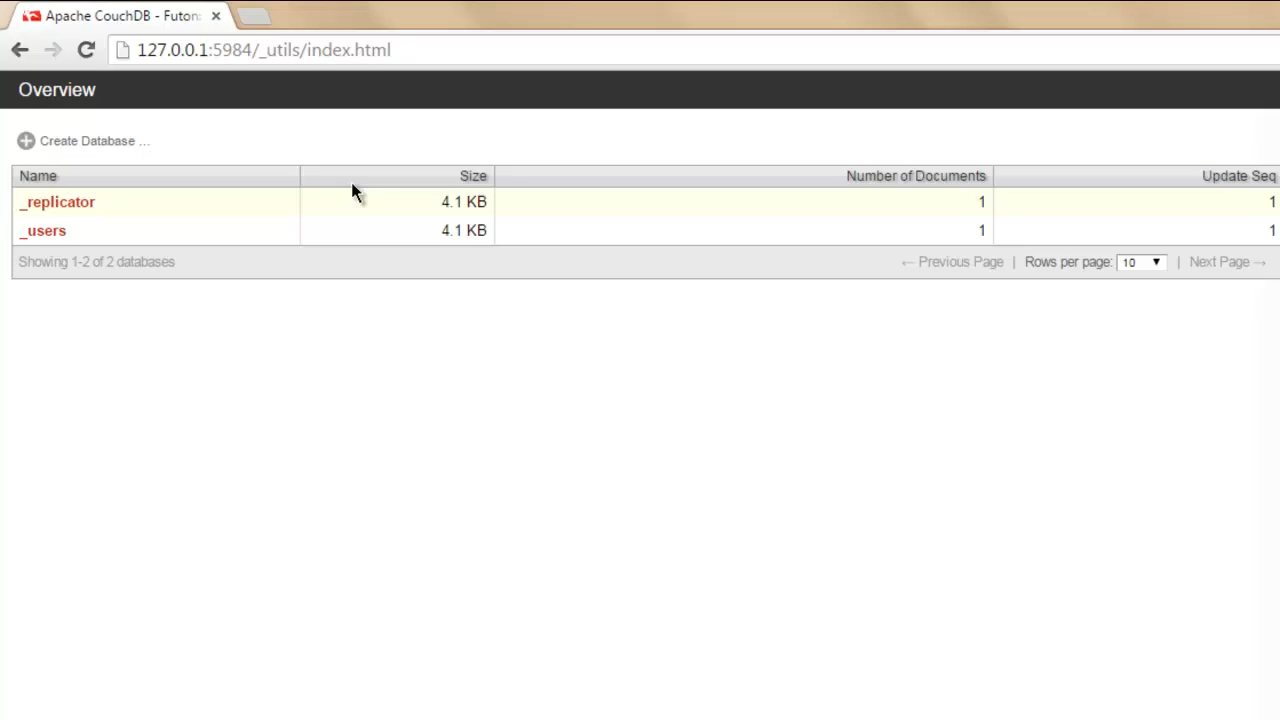 Apache CouchDB - Futon:
127.0.0.1:5984/_utils/index.html
Overview
Create Database ...
Name Size Number of Documents Update Seq
_replicator 4.1 KB 1 1
_users 4.1 KB 1 1
Showing 1-2 of 2 databases ← Previous Page | Rows per page: 10 | Next Page →